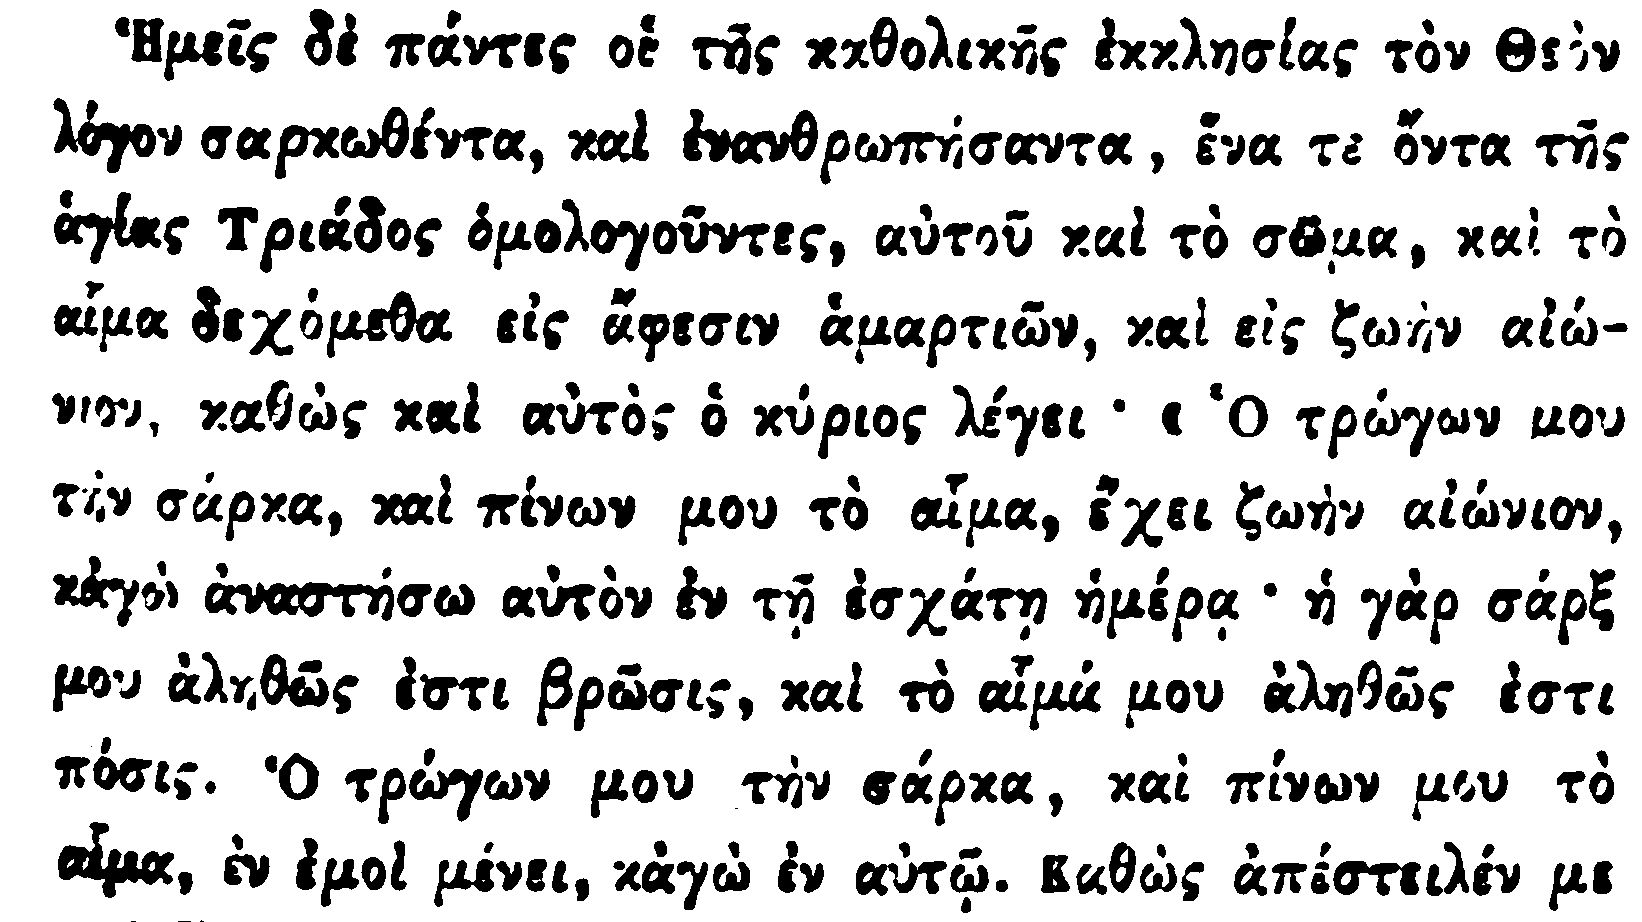 Ἡμεῖς δὲ πάντες οἱ τῆς καθολικῆς ἐκκλησίας τὸν Θεὸν
λόγον σαρκωθέντα, καὶ ἐνανθρωπήσαντα, ἕνα τε ὄντα τῆς
ἁγίας Τριάδος ὁμολογοῦντες, αὐτοῦ καὶ τὸ σῶμα, καὶ τὸ
αἷμα δεχόμεθα εἰς ἄφεσιν ἁμαρτιῶν, καὶ εἰς ζωὴν αἰώ-
νιον, καθὼς καὶ αὐτὸς ὁ κύριος λέγει · « Ὁ τρώγων μου
τὴν σάρκα, καὶ πίνων μου τὸ αἷμα, ἔχει ζωὴν αἰώνιον,
κἀγὼ ἀναστήσω αὐτὸν ἐν τῇ ἐσχάτῃ ἡμέρᾳ · ἡ γὰρ σάρξ
μου ἀληθῶς ἐστι βρῶσις, καὶ τὸ αἷμά μου ἀληθῶς ἐστι
πόσις. Ὁ τρώγων μου τὴν σάρκα, καὶ πίνων μου τὸ
αἷμα, ἐν ἐμοὶ μένει, κἀγὼ ἐν αὐτῷ. Καθὼς ἀπέστειλέν με